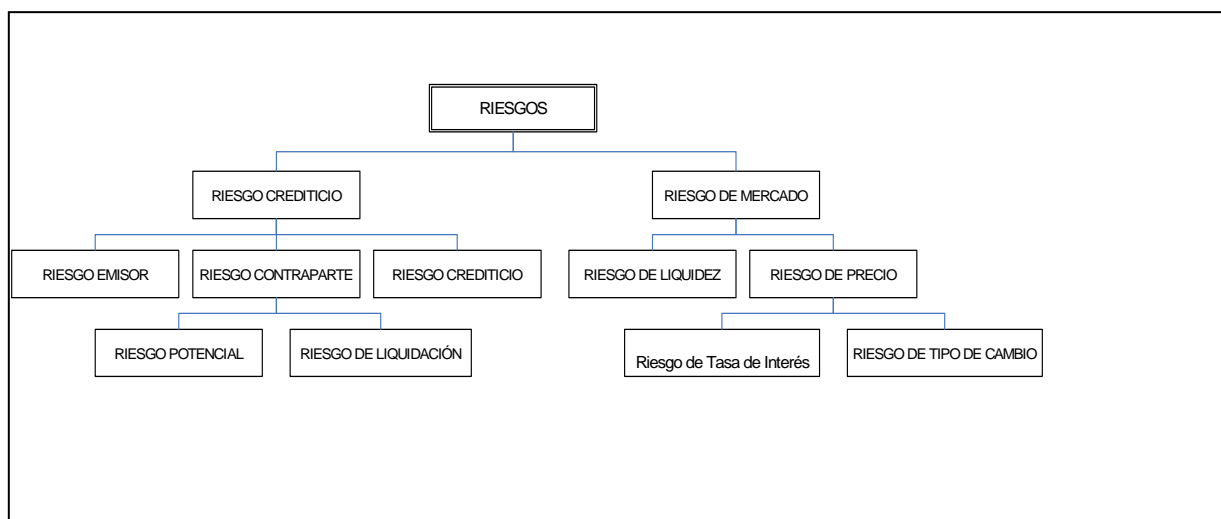 RIESGOS
RIESGO CREDITICIO
RIESGO DE MERCADO
RIESGO EMISOR
RIESGO CONTRAPARTE
RIESGO CREDITICIO
RIESGO DE LIQUIDEZ
RIESGO DE PRECIO
RIESGO POTENCIAL
RIESGO DE LIQUIDACIÓN
Riesgo de Tasa de Interés
RIESGO DE TIPO DE CAMBIO